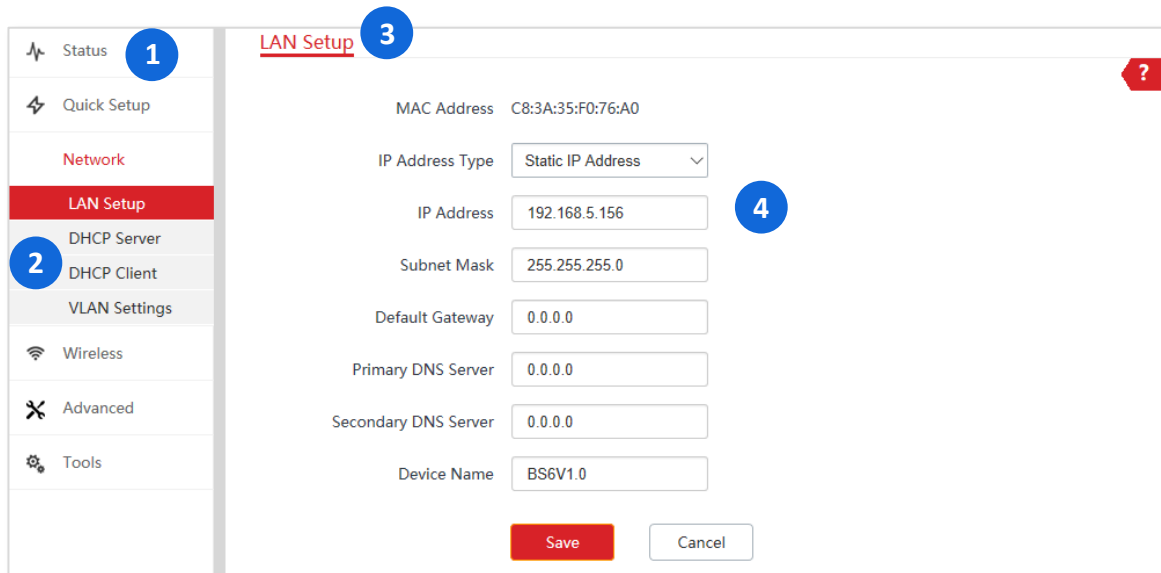 Status
1
Quick Setup
Network
LAN Setup
DHCP Server
2
DHCP Client
VLAN Settings
Wireless
Advanced
Tools
LAN Setup
3
?
MAC Address C8:3A:35:F0:76:A0
IP Address Type Static IP Address
IP Address 192.168.5.156
4
Subnet Mask 255.255.255.0
Default Gateway 0.0.0.0
Primary DNS Server 0.0.0.0
Secondary DNS Server 0.0.0.0
Device Name BS6V1.0
Save Cancel